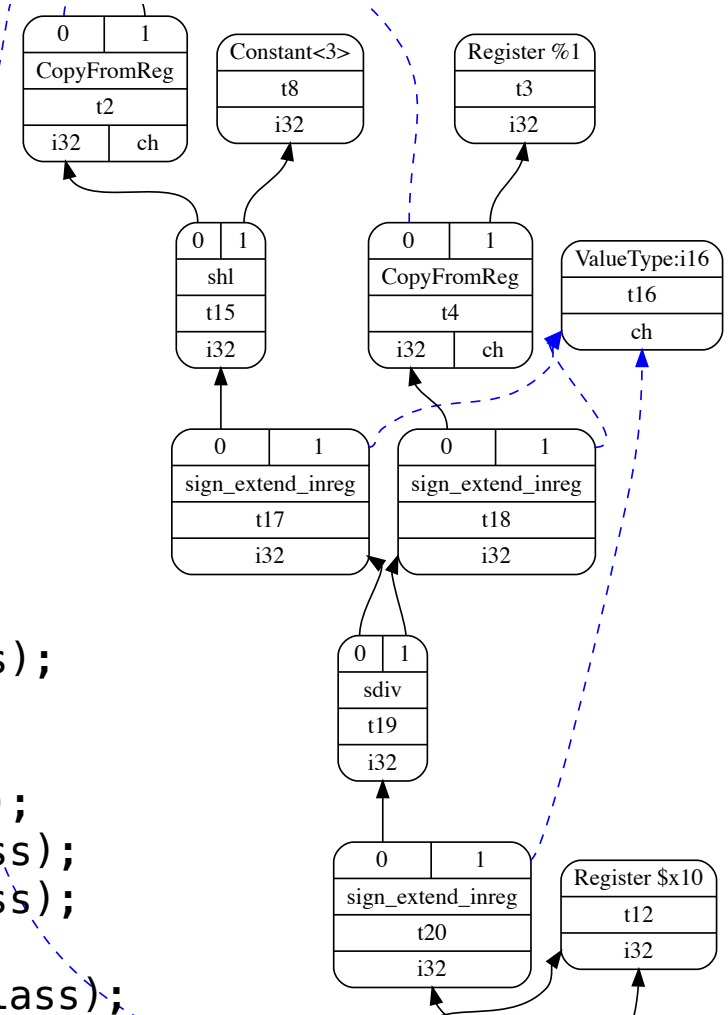 0 1
CopyFromReg
t2
i32 ch
Constant<3>
t8
i32
Register %1
t3
i32
0 1
shl
t15
i32
0 1
CopyFromReg
t4
i32 ch
ValueType:i16
t16
ch
0 1
sign_extend_inreg
t17
i32
0 1
sign_extend_inreg
t18
i32
s);
0 1
sdiv
t19
i32
);
ss);
ss);
0 1
sign_extend_inreg
t20
i32
Register $x10
t12
i32
lass);